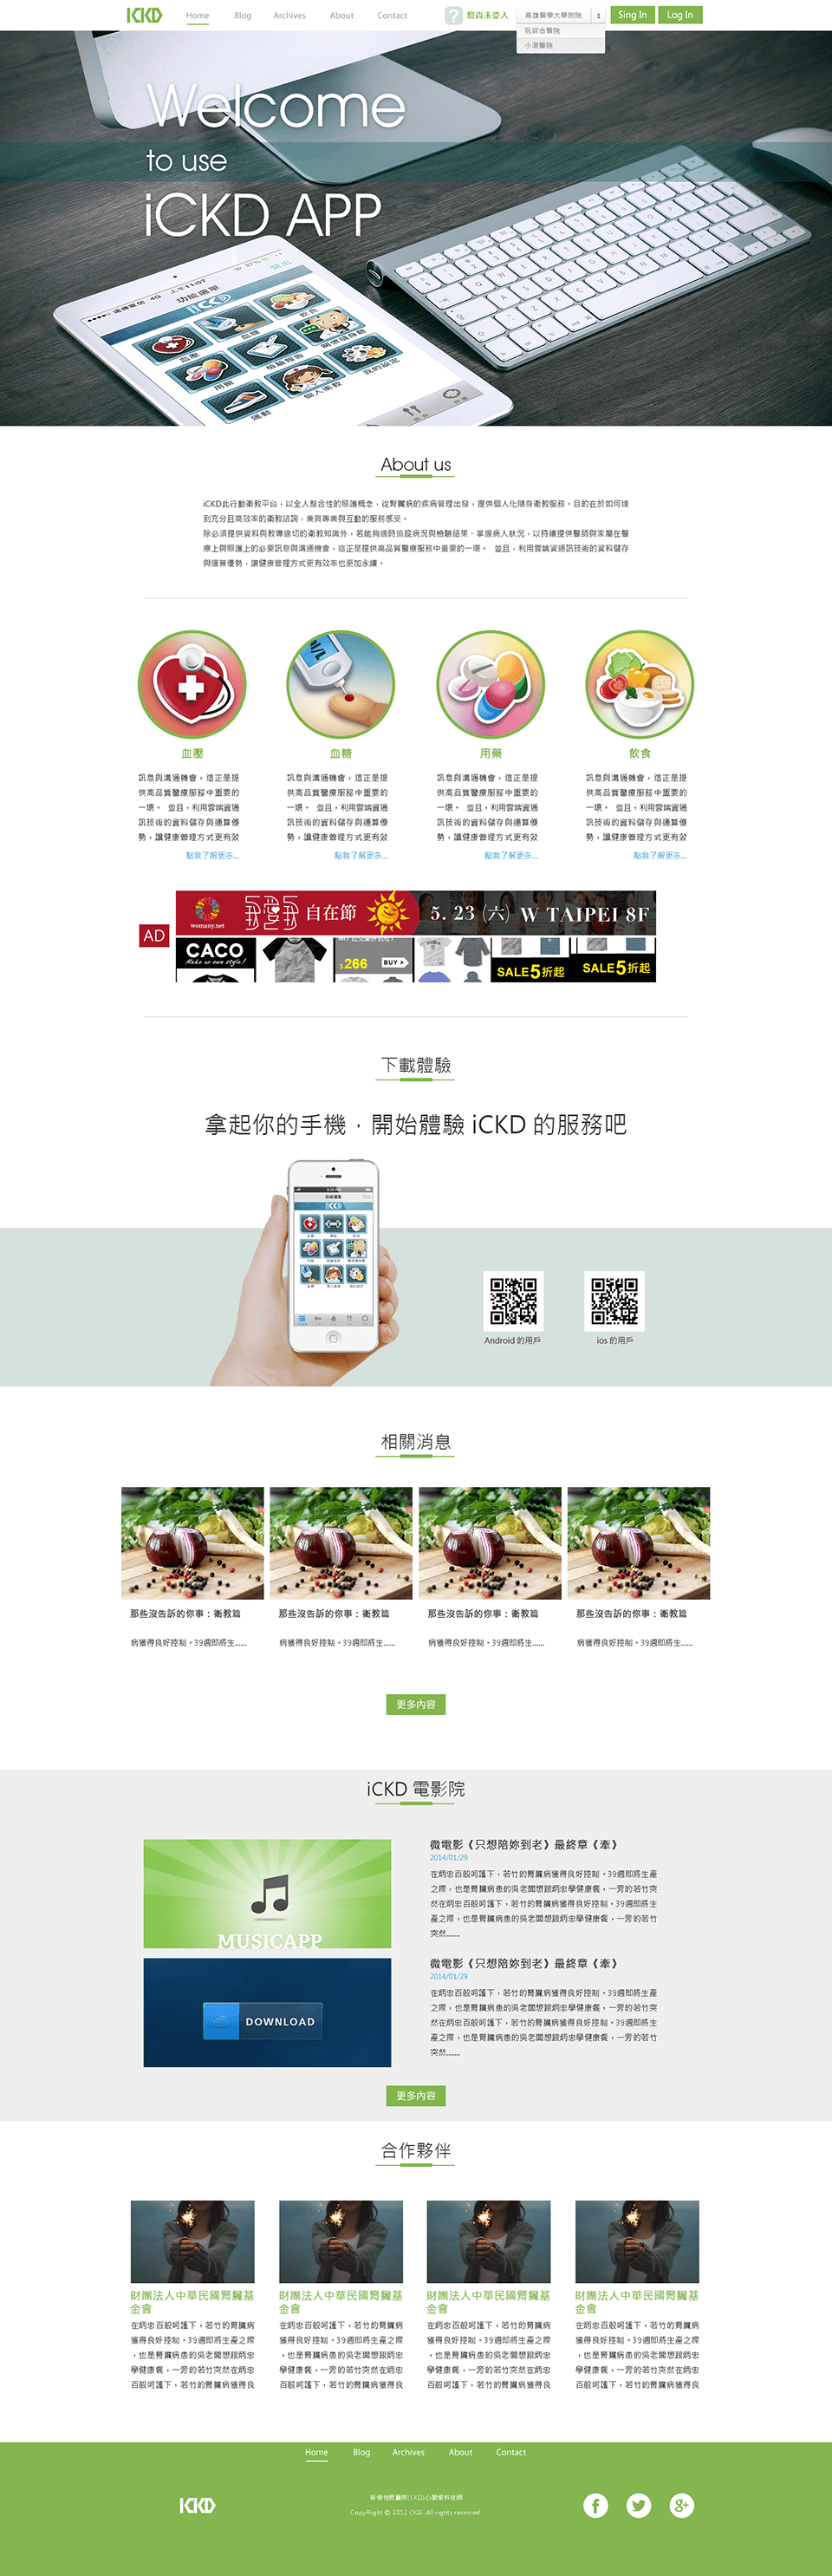 iCKD
Home Blog Archives About Contact
? 您尚未登入 高雄醫學大學附院 Sing In Log In
阮綜合醫院
小港醫院
Welcome
to use
iCKD APP
遠傳電信 4G 上午11:07 37%
功能選單 登出
iCKD
血壓 血糖 飲食
用藥 檢驗報告
運動 個人衛教 我的設定
About us
iCKD此行動衛教平台，以全人整合性的照護概念，從腎臟病的疾病管理出發，提供個人化隨身衛教服務。目的在於如何達
到充分且高效率的衛教諮詢，兼具專業與互動的服務感受。
除必須提供資料與教導適切的衛教知識外，若能夠適時追蹤病況與檢驗結果、掌握病人狀況，以持續提供醫師與家屬在醫
療上與照護上的必要訊息與溝通機會，這正是提供高品質醫療服務中重要的一環。 並且，利用雲端資通訊技術的資料儲存
與運算優勢，讓健康管理方式更有效率也更加永續。
血壓
訊息與溝通機會，這正是提
供高品質醫療服務中重要的
一環。 並且，利用雲端資通
訊技術的資料儲存與運算優
勢，讓健康管理方式更有效
點我了解更多...
血糖
訊息與溝通機會，這正是提
供高品質醫療服務中重要的
一環。 並且，利用雲端資通
訊技術的資料儲存與運算優
勢，讓健康管理方式更有效
點我了解更多...
用藥
訊息與溝通機會，這正是提
供高品質醫療服務中重要的
一環。 並且，利用雲端資通
訊技術的資料儲存與運算優
勢，讓健康管理方式更有效
點我了解更多...
飲食
訊息與溝通機會，這正是提
供高品質醫療服務中重要的
一環。 並且，利用雲端資通
訊技術的資料儲存與運算優
勢，讓健康管理方式更有效
點我了解更多...
AD
womany.net 523 自在節 5. 23 (六) W TAIPEI 8F
CACO
Make ur own style!
$266 BUY >
SALE5折起 SALE5折起
下載體驗
拿起你的手機，開始體驗 iCKD 的服務吧
iCKD
Android 的用戶 ios 的用戶
相關消息
那些沒告訴的你事：衛教篇
病獲得良好控制。39週即將生......
那些沒告訴的你事：衛教篇
病獲得良好控制。39週即將生......
那些沒告訴的你事：衛教篇
病獲得良好控制。39週即將生......
那些沒告訴的你事：衛教篇
病獲得良好控制。39週即將生......
更多內容
iCKD 電影院
MUSICAPP
微電影《只想陪妳到老》最終章《牽》
2014/01/29
在炳忠百般呵護下，若竹的腎臟病獲得良好控制。39週即將生產
之際，也是腎臟病患的吳老闆想跟炳忠學健康餐，一旁的若竹突
然在炳忠百般呵護下，若竹的腎臟病獲得良好控制。39週即將生
產之際，也是腎臟病患的吳老闆想跟炳忠學健康餐，一旁的若竹
突然........
DOWNLOAD
微電影《只想陪妳到老》最終章《牽》
2014/01/29
在炳忠百般呵護下，若竹的腎臟病獲得良好控制。39週即將生產
之際，也是腎臟病患的吳老闆想跟炳忠學健康餐，一旁的若竹突
然在炳忠百般呵護下，若竹的腎臟病獲得良好控制。39週即將生
產之際，也是腎臟病患的吳老闆想跟炳忠學健康餐，一旁的若竹
突然........
更多內容
合作夥伴
財團法人中華民國腎臟基
金會
在炳忠百般呵護下，若竹的腎臟病
獲得良好控制。39週即將生產之際
，也是腎臟病患的吳老闆想跟炳忠
學健康餐，一旁的若竹突然在炳忠
百般呵護下，若竹的腎臟病獲得良
財團法人中華民國腎臟基
金會
在炳忠百般呵護下，若竹的腎臟病
獲得良好控制。39週即將生產之際
，也是腎臟病患的吳老闆想跟炳忠
學健康餐，一旁的若竹突然在炳忠
百般呵護下，若竹的腎臟病獲得良
財團法人中華民國腎臟基
金會
在炳忠百般呵護下，若竹的腎臟病
獲得良好控制。39週即將生產之際
，也是腎臟病患的吳老闆想跟炳忠
學健康餐，一旁的若竹突然在炳忠
百般呵護下，若竹的腎臟病獲得良
財團法人中華民國腎臟基
金會
在炳忠百般呵護下，若竹的腎臟病
獲得良好控制。39週即將生產之際
，也是腎臟病患的吳老闆想跟炳忠
學健康餐，一旁的若竹突然在炳忠
百般呵護下，若竹的腎臟病獲得良
Home Blog Archives About Contact
iCKD
CopyRight © 2012 CKD. All rights reserved.